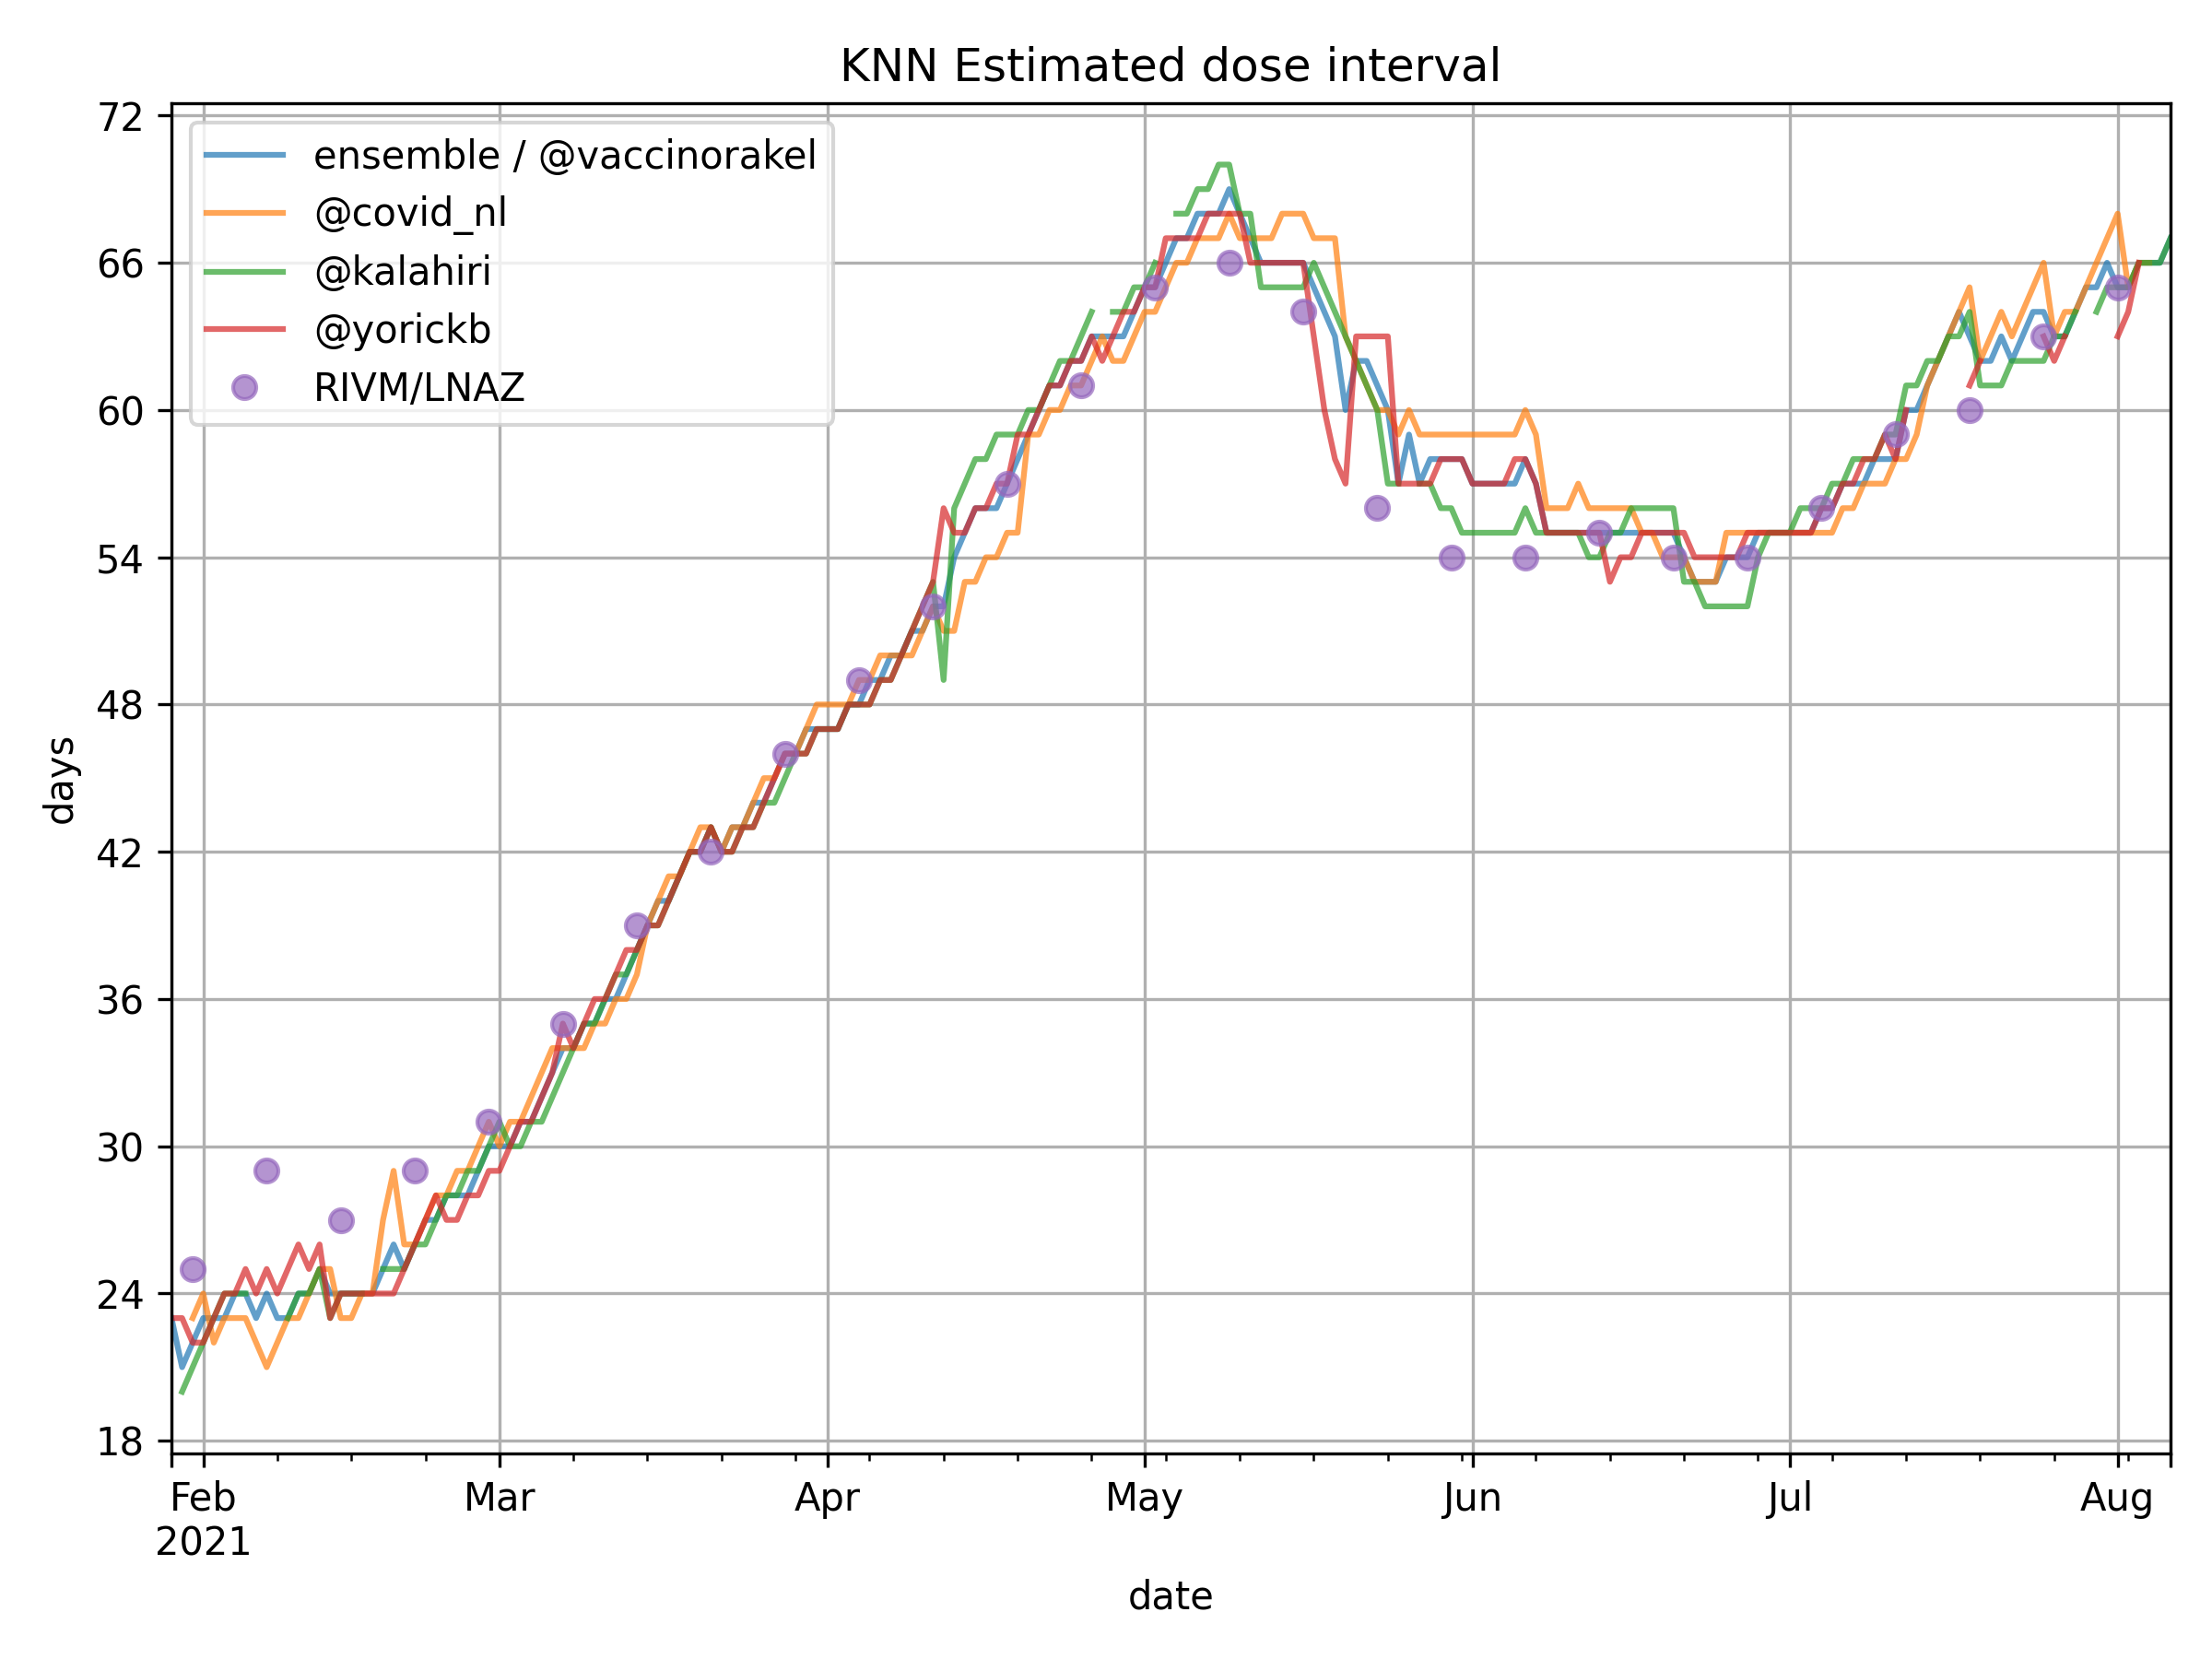 KNN Estimated dose interval
72
66
60
54
48
42
36
30
24
18
days
ensemble / @vaccinorakel
@covid_nl
@kalahiri
@yorickb
RIVM/LNAZ
Feb Mar Apr May Jun Jul Aug
2021
date